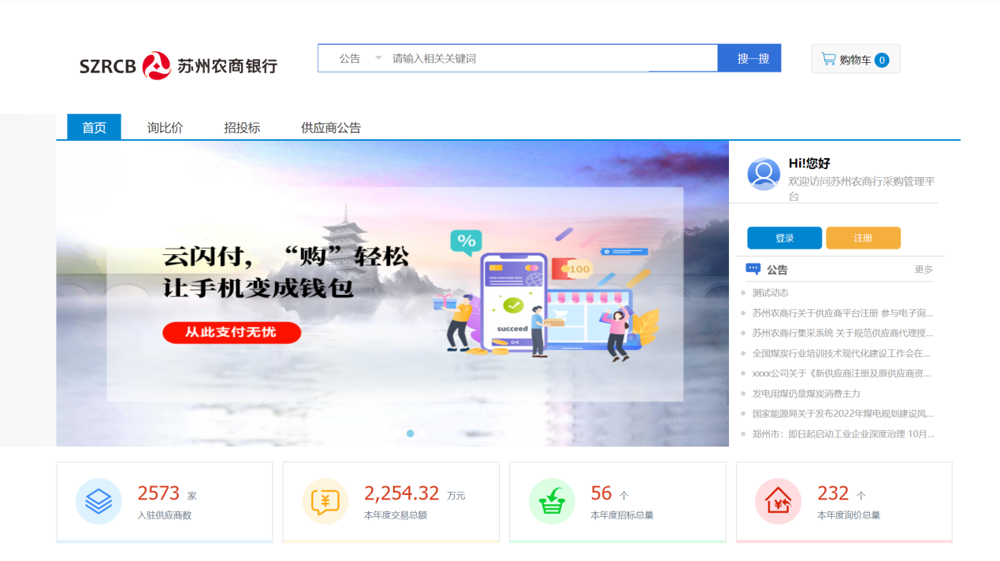 SZRCB 苏州农商银行
公告 请输入相关关键词 搜一搜
购物车 0
首页 询比价 招投标 供应商公告
Hi!您好
欢迎访问苏州农商行采购管理平
台
登录 注册
云闪付，“购”轻松
让手机变成钱包
从此支付无忧
%
100
succeed
OK
公告 更多
测试动态
苏州农商行关于供应商平台注册 参与电子询...
苏州农商行集采系统 关于规范供应商代理授...
全国煤炭行业培训技术现代化建设工作会在...
xxxx公司关于《新供应商注册及原供应商资...
发电用煤仍是煤炭消费主力
国家能源局关于发布2022年煤电规划建设风...
郑州市：即日起启动工业企业深度治理 10月...
2573 家
入驻供应商数
2,254.32 万元
本年度交易总额
56 个
本年度招标总量
232 个
本年度询价总量